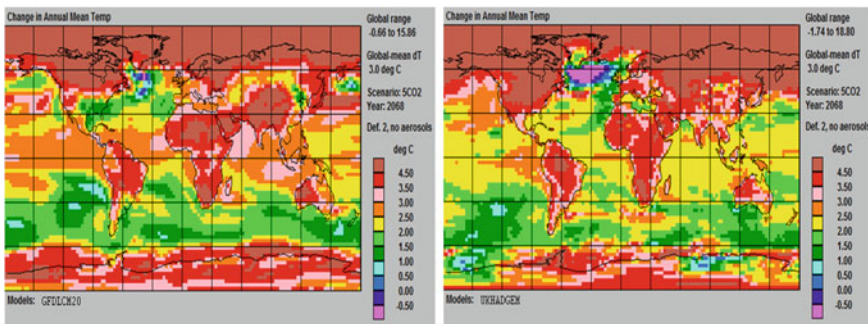 Change in Annual Mean Temp
Global range
-0.66 to 15.86
Global-mean dT
3.0 deg C
Scenario: 5CO2
Year: 2068
Def. 2, no aerosols
deg C
4.50
4.00
3.50
3.00
2.50
2.00
1.50
1.00
0.50
0.00
-0.50
Models: GFDLCM20
Change in Annual Mean Temp
Global range
-1.74 to 18.80
Global-mean dT
3.0 deg C
Scenario: 5CO2
Year: 2068
Def. 2, no aerosols
deg C
4.50
4.00
3.50
3.00
2.50
2.00
1.50
1.00
0.50
0.00
-0.50
Models: UKHADGEM